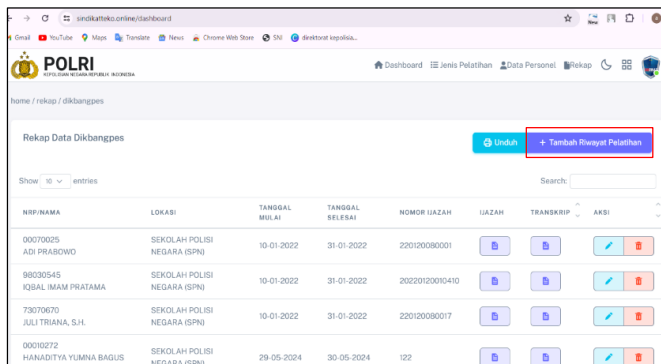 sindikatteko.online/dashboard
New
Gmail YouTube Maps Translate News Chrome Web Store SNI direktorat kepolisia...
POLRI
KEPOLISIAN NEGARA REPUBLIK INDONESIA
Dashboard Jenis Pelatihan Data Personel Rekap
home / rekap / dikbangpes
Rekap Data Dikbangpes
Unduh + Tambah Riwayat Pelatihan
Show 10 entries Search:
NRP/NAMA LOKASI TANGGAL MULAI TANGGAL SELESAI NOMOR IJAZAH IJAZAH TRANSKRIP AKSI
00070025 SEKOLAH POLISI
ADI PRABOWO NEGARA (SPN) 10-01-2022 31-01-2022 220120080001
98030545 SEKOLAH POLISI
IQBAL IMAM PRATAMA NEGARA (SPN) 10-01-2022 31-01-2022 20220120010410
73070670 SEKOLAH POLISI
JULI TRIANA, S.H. NEGARA (SPN) 10-01-2022 31-01-2022 220120080017
00010272 SEKOLAH POLISI
HANADITYA YUMNA BAGUS NEGARA (SPN) 29-05-2024 30-05-2024 122